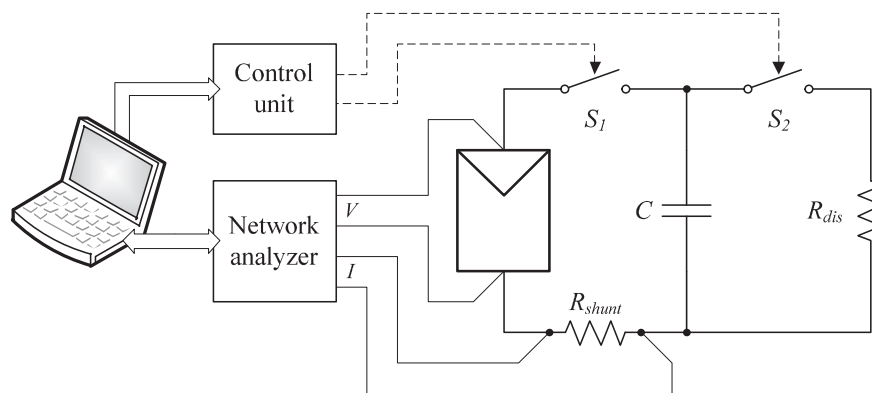 Control
unit
S1
S2
V
Network
analyzer
I
C
Rdis
Rshunt